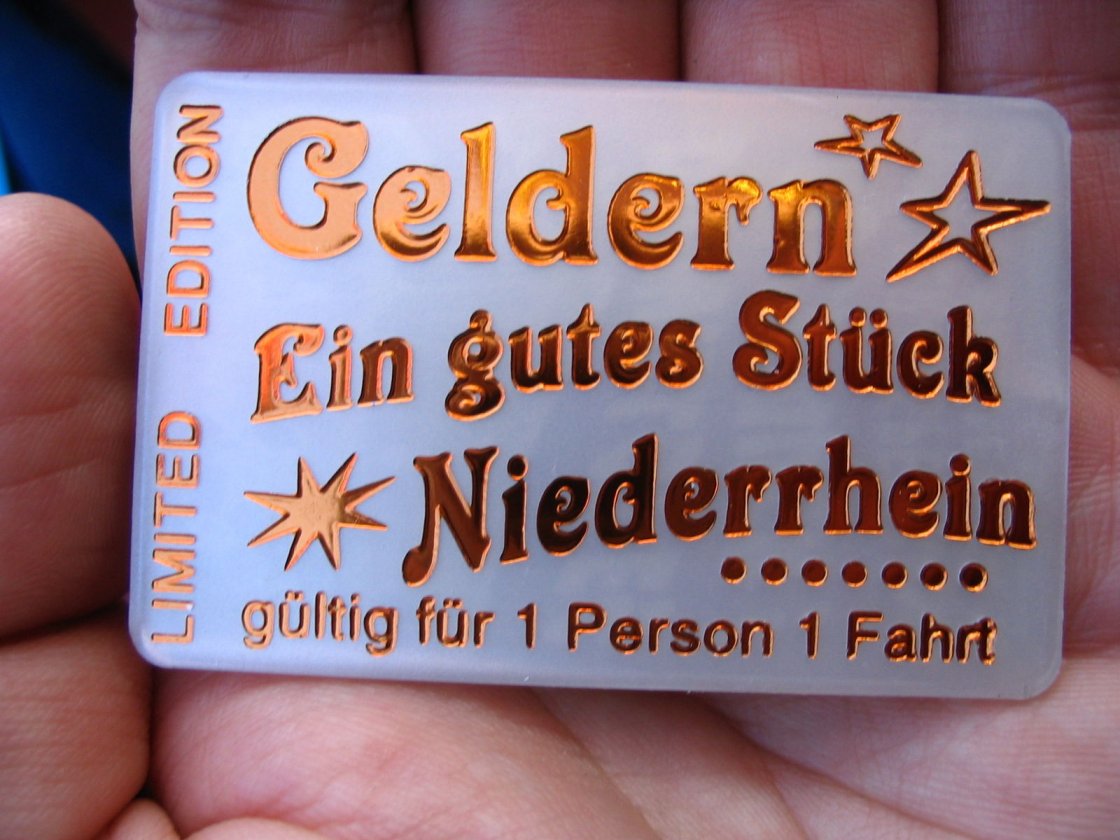 LIMITED EDITION
Geldern
Ein gutes Stück
Niederrhein
.......
gültig für 1 Person 1 Fahrt